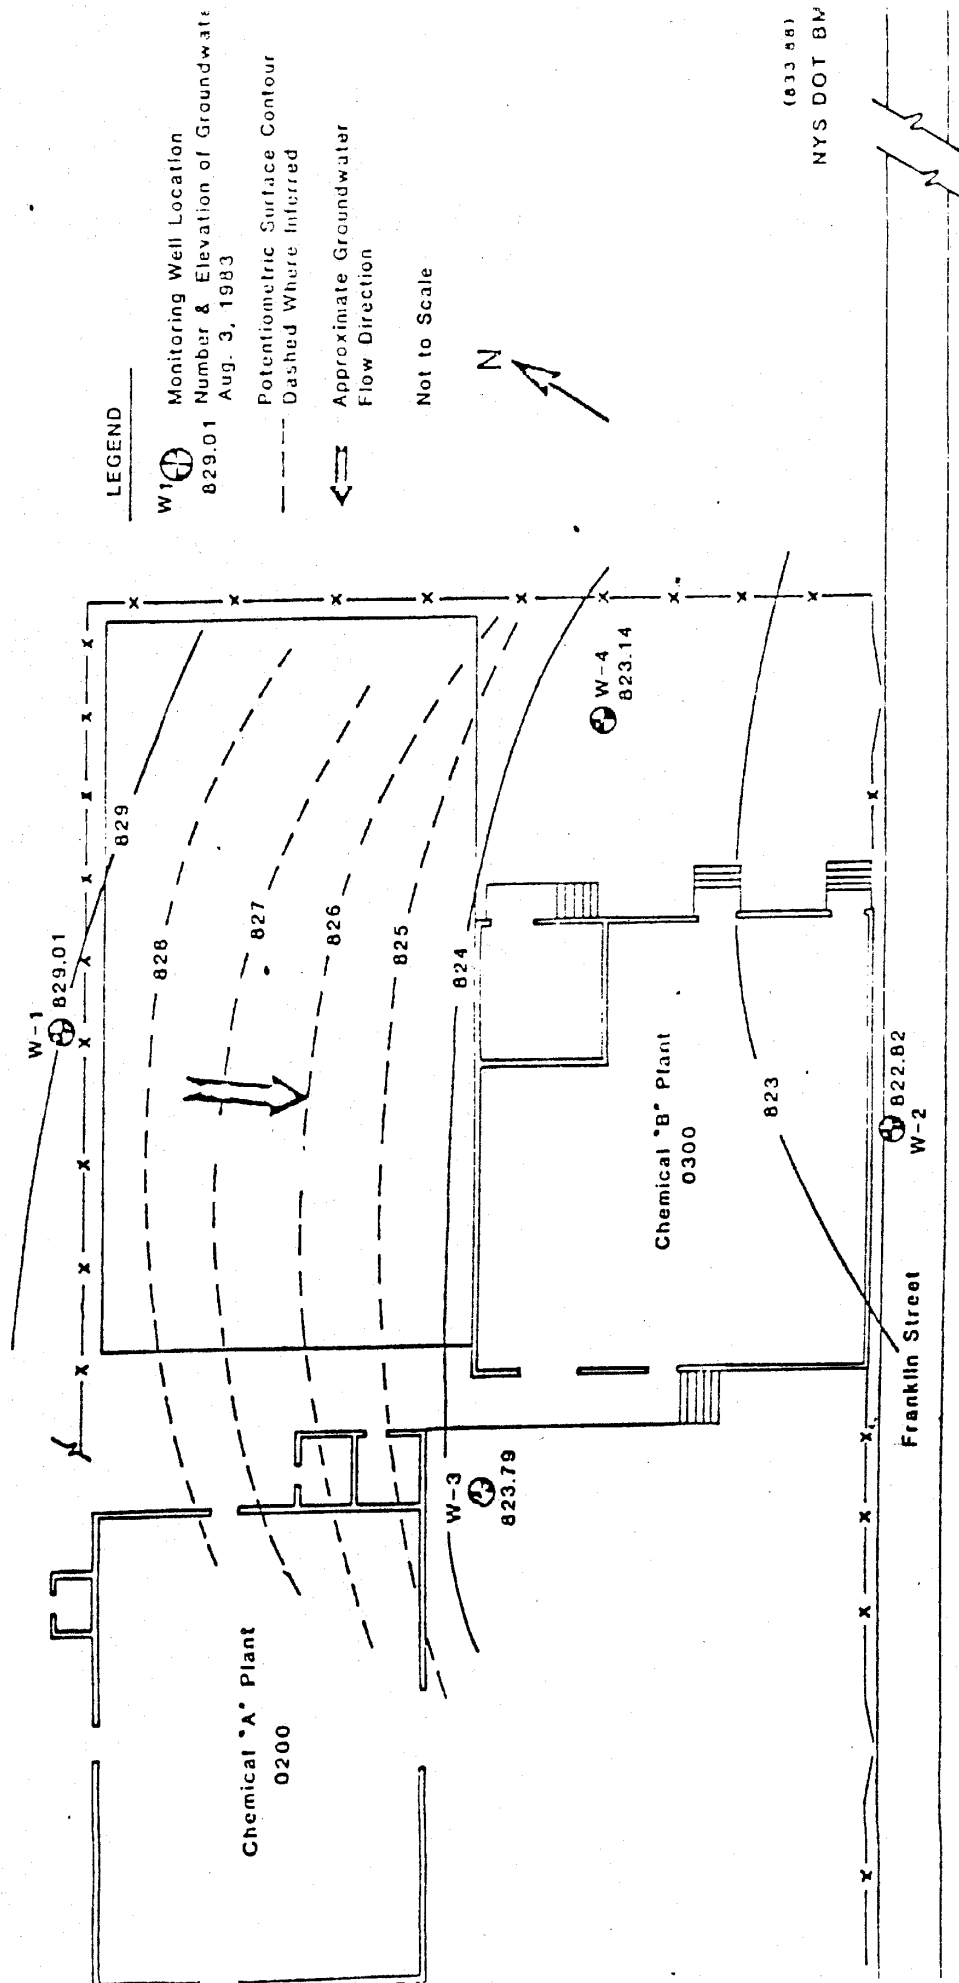 LEGEND
W1
829.01
Monitoring Well Location
Number & Elevation of
Aug. 3, 1983
Potentiometric Surface Contour
Dashed Where Inferred
Approximate Groundwater
Flow Direction
Not to Scale
N
(833 88)
NYS DOT BM
W-1
829.01
829
828
827
826
825
824
823
W-4
823.14
W-3
823.79
822.82
W-2
Chemical "A" Plant
0200
Chemical "B" Plant
0300
Franklin Street